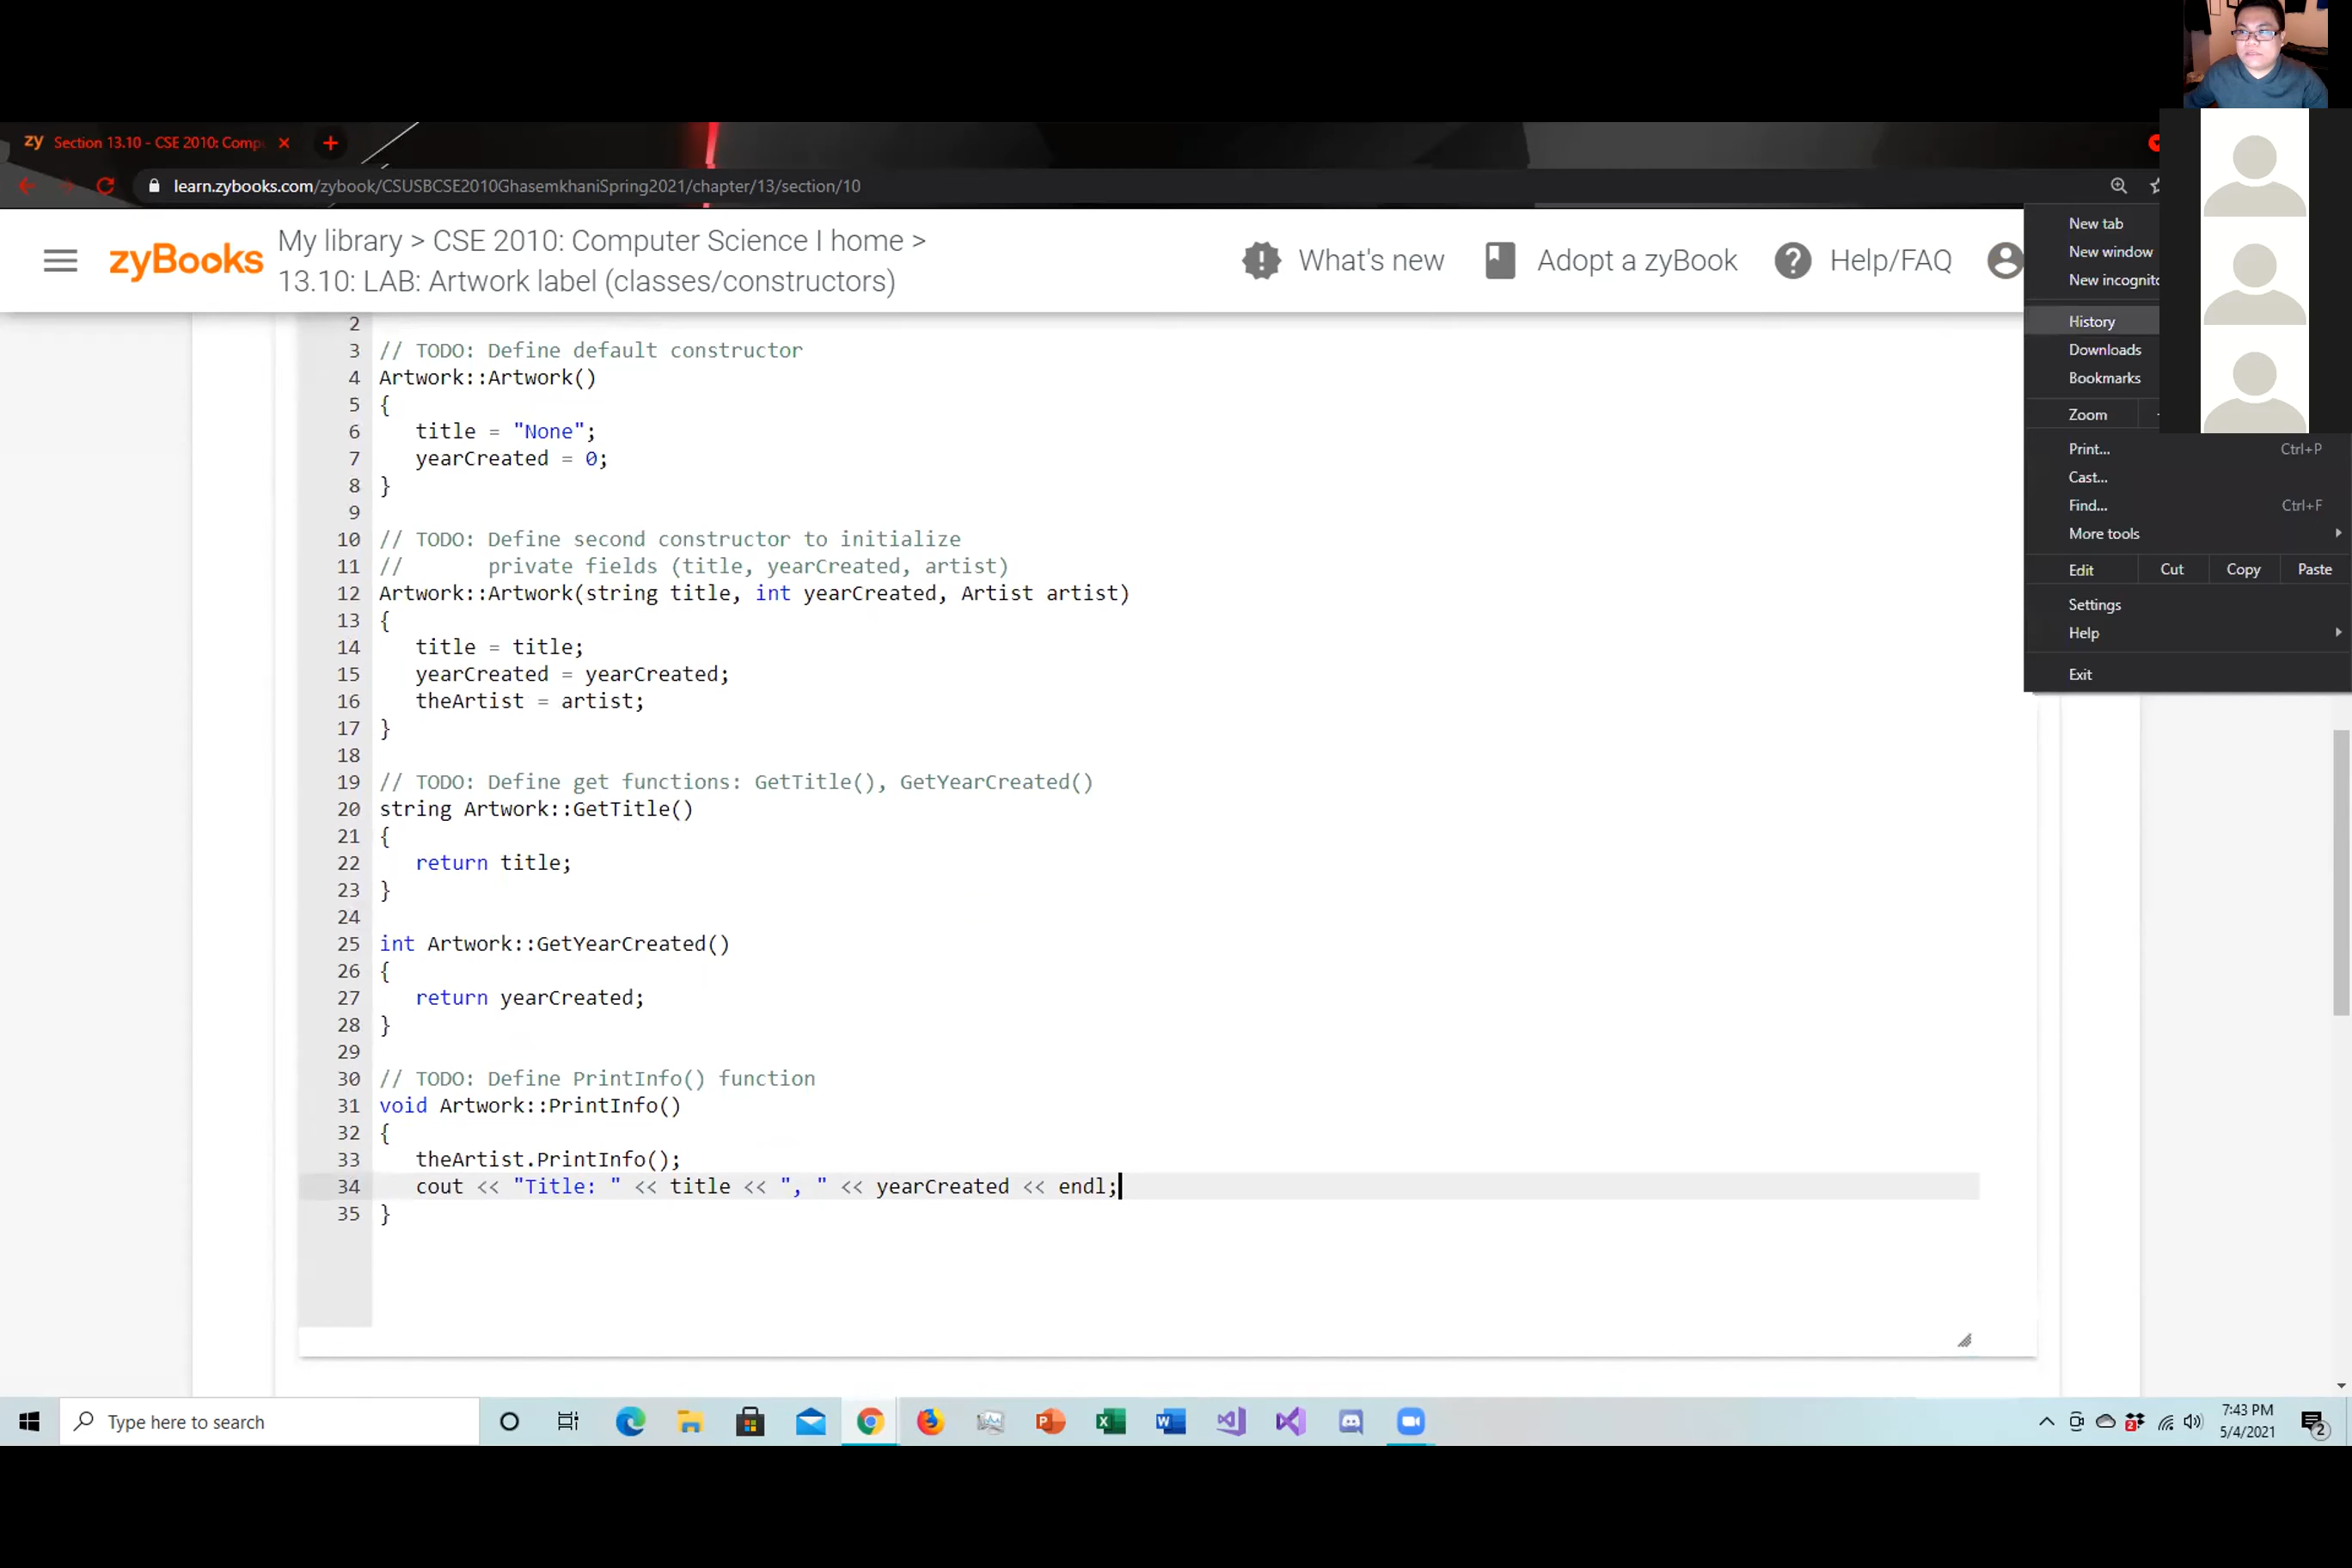 zy Section 13.10 - CSE 2010: Comp
learn.zybooks.com/zybook/CSUSBCSE2010GhasemkhaniSpring2021/chapter/13/section/10
zyBooks
My library > CSE 2010: Computer Science I home >
13.10: LAB: Artwork label (classes/constructors)
What's new
Adopt a zyBook
Help/FAQ
2
3 // TODO: Define default constructor
4 Artwork::Artwork()
5 {
6 title = "None";
7 yearCreated = 0;
8 }
9
10 // TODO: Define second constructor to initialize
11 // private fields (title, yearCreated, artist)
12 Artwork::Artwork(string title, int yearCreated, Artist artist)
13 {
14 title = title;
15 yearCreated = yearCreated;
16 theArtist = artist;
17 }
18
19 // TODO: Define get functions: GetTitle(), GetYearCreated()
20 string Artwork::GetTitle()
21 {
22 return title;
23 }
24
25 int Artwork::GetYearCreated()
26 {
27 return yearCreated;
28 }
29
30 // TODO: Define PrintInfo() function
31 void Artwork::PrintInfo()
32 {
33 theArtist.PrintInfo();
34 cout << "Title: " << title << ", " << yearCreated << endl;
35 }
New tab
New window
New incognito
History
Downloads
Bookmarks
Zoom
Print... Ctrl+P
Cast...
Find... Ctrl+F
More tools
Edit Cut Copy Paste
Settings
Help
Exit
Type here to search
7:43 PM
5/4/2021
2